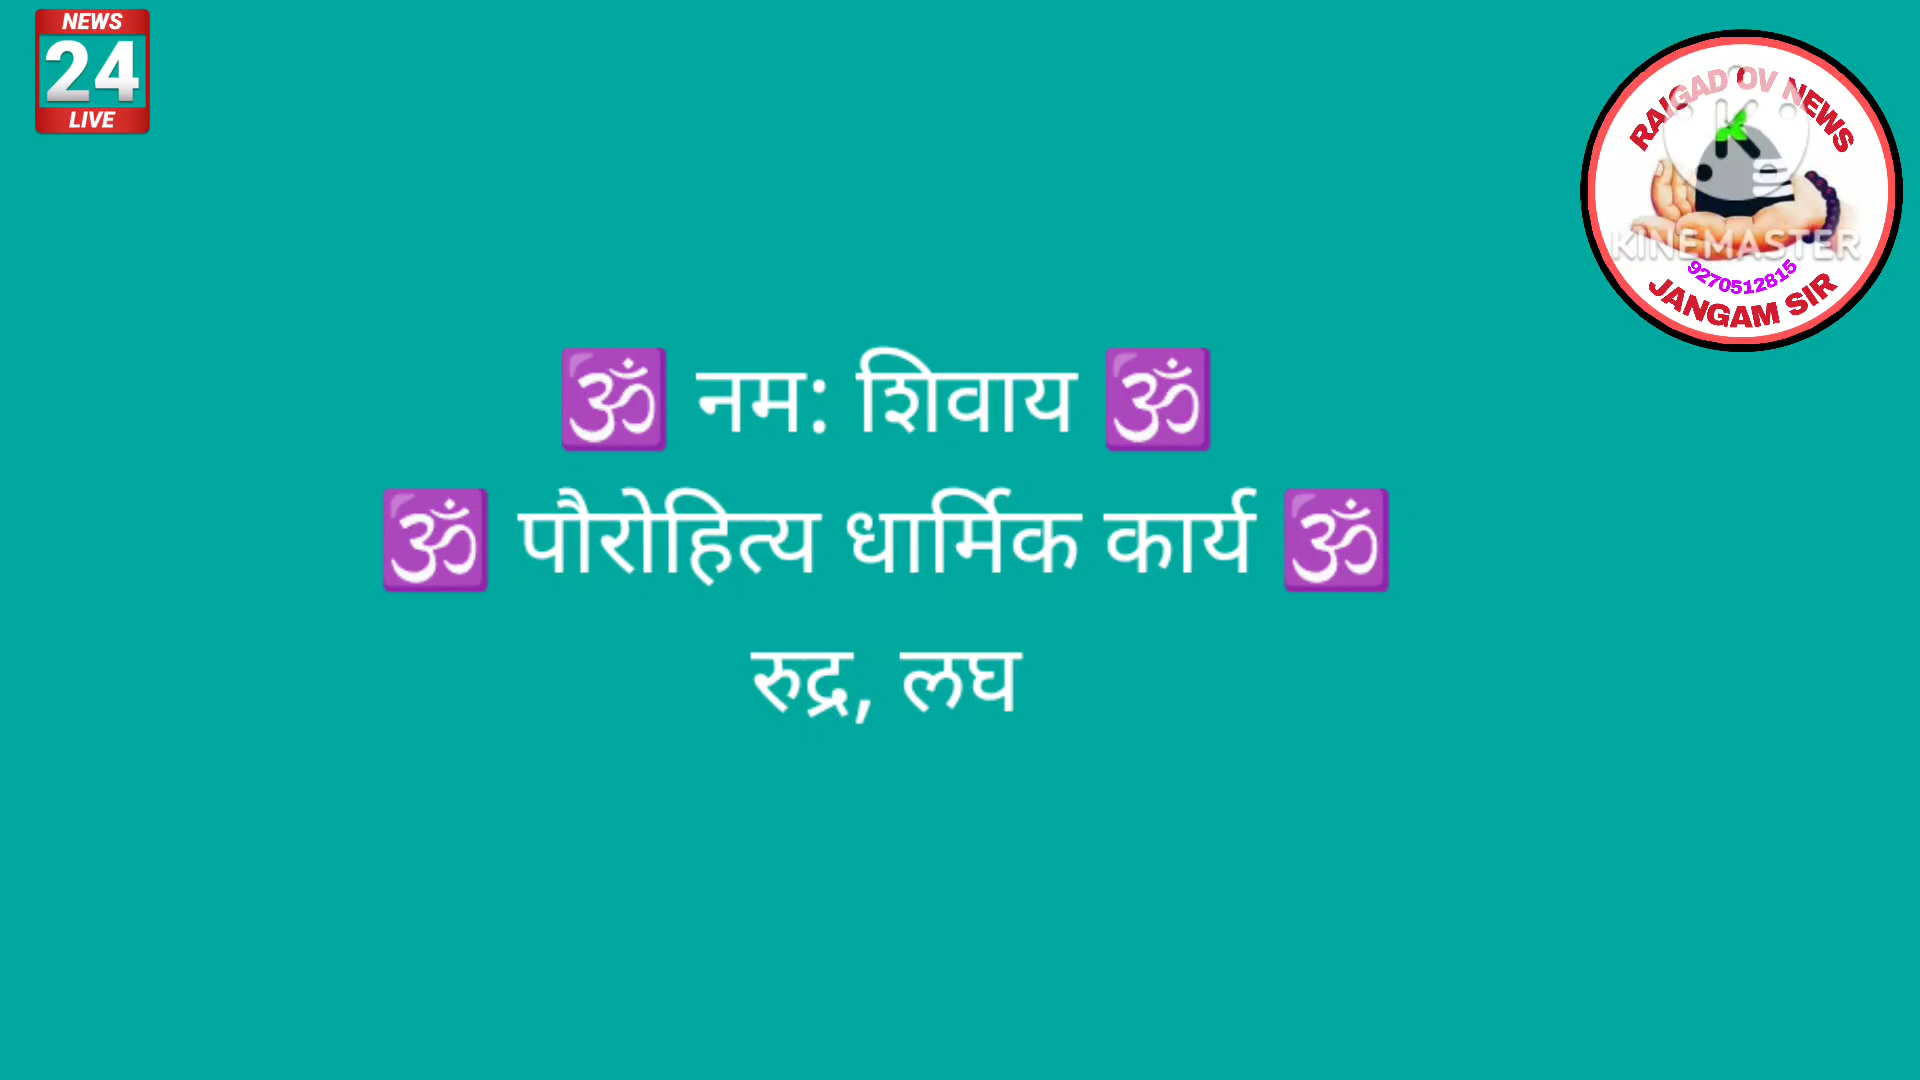 NEWS
24
LIVE
RAIGAD OV NEWS
KINEMASTER
9270512815
JANGAM SIR
🕉 नम: शिवाय 🕉
🕉 पौरोहित्य धार्मिक कार्य 🕉
रुद्र, लघ